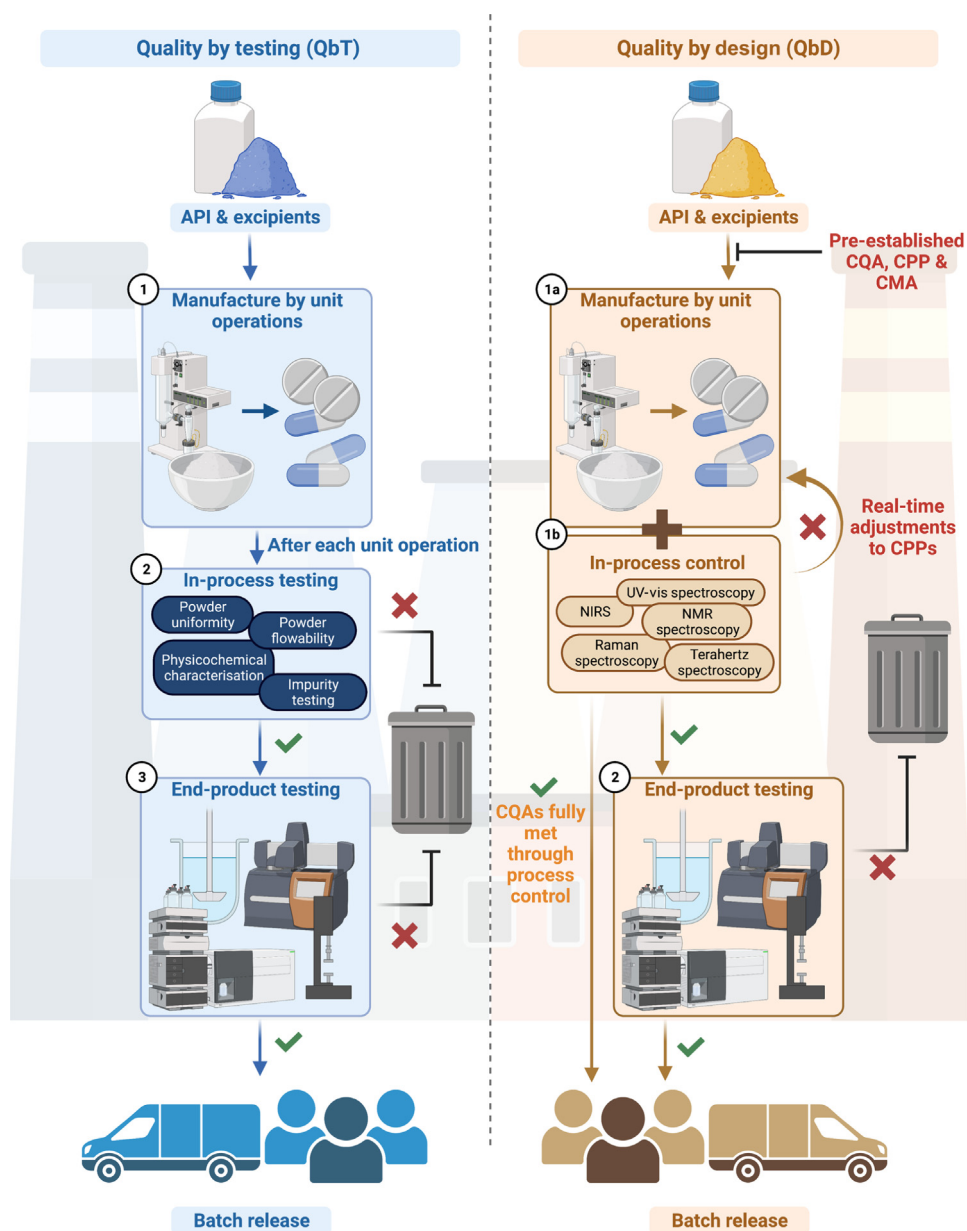 Quality by testing (QbT)
API & excipients
1
Manufacture by unit
operations
After each unit operation
2
In-process testing
Powder
uniformity
Powder
flowability
Physicochemical
characterisation
Impurity
testing
3
End-product testing
Batch release
Quality by design (QbD)
API & excipients
Pre-established
CQA, CPP &
CMA
1a
Manufacture by unit
operations
Real-time
adjustments
to CPPs
1b
In-process control
UV-vis spectroscopy
NIRS
NMR
spectroscopy
Raman
spectroscopy
Terahertz
spectroscopy
CQAs fully
met
through
process
control
2
End-product testing
Batch release